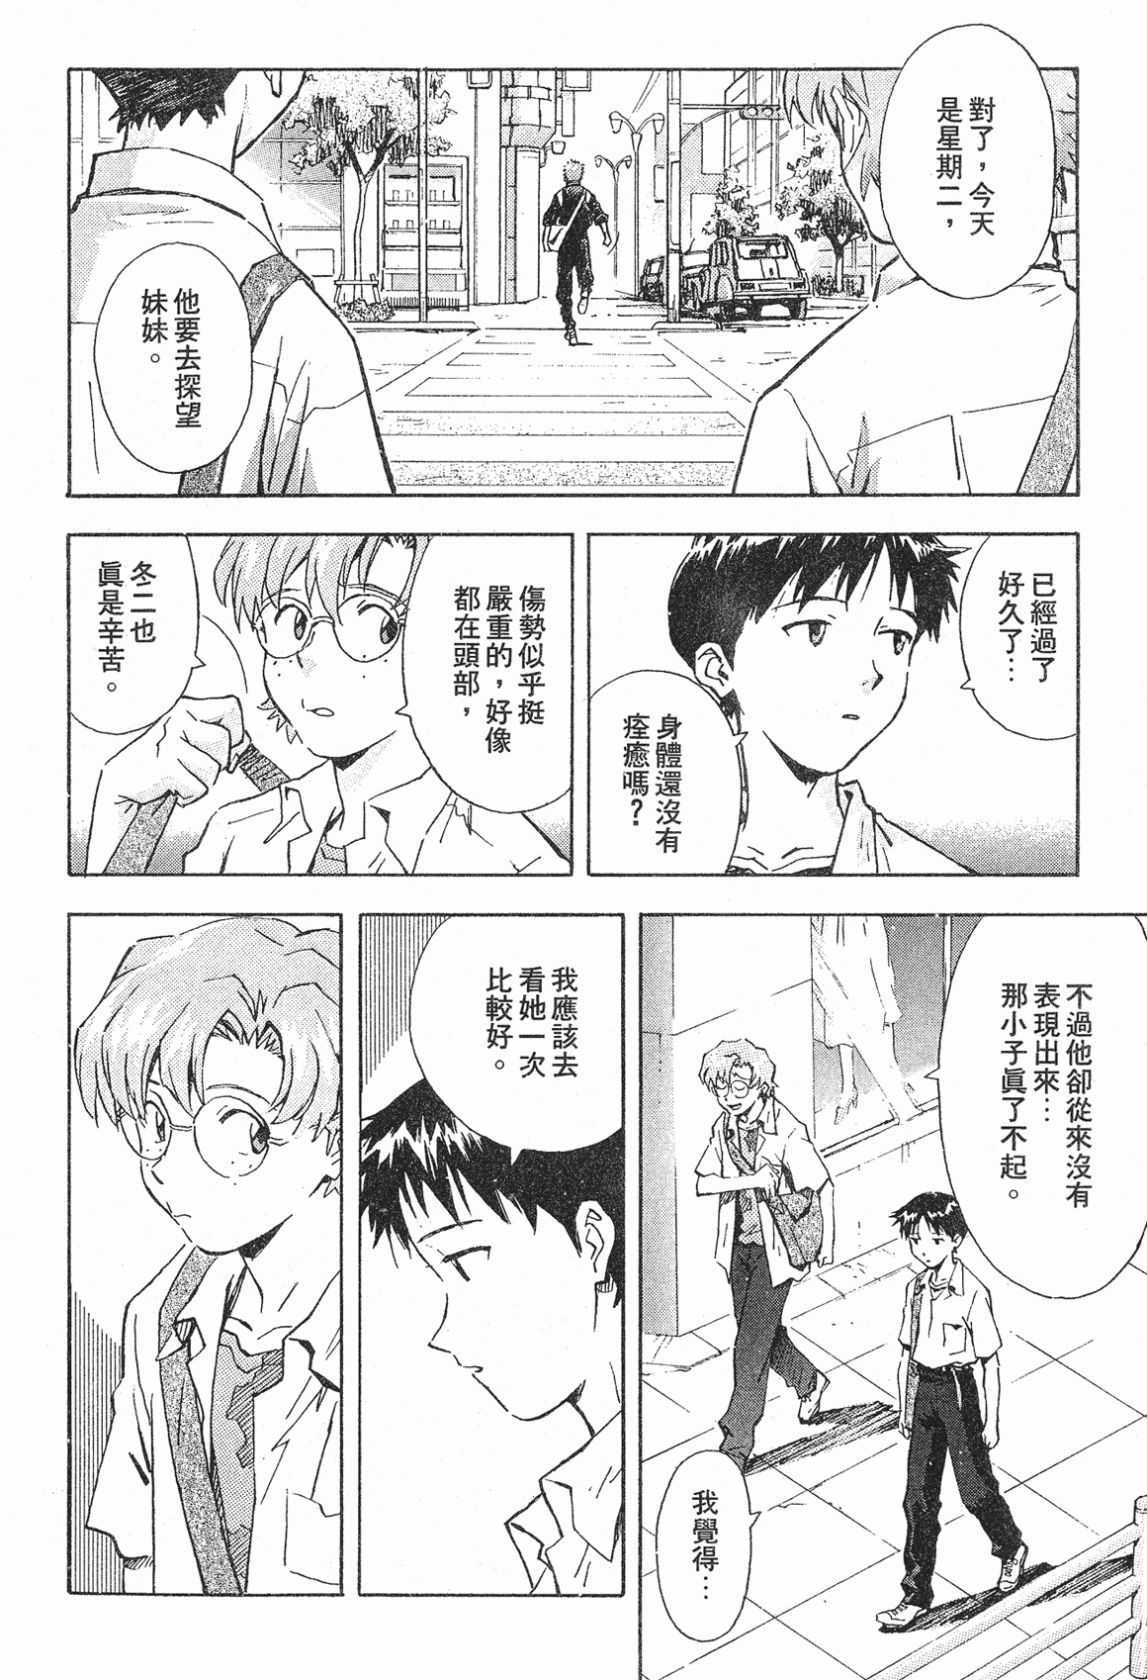 對了，今天
是星期二，
他要去探望
妹妹。
已經過了
好久了…
身體還沒有
痊癒嗎？
傷勢似乎挺
嚴重的，好像
都在頭部，
冬二也
眞是辛苦。
不過他卻從來沒有
表現出來…
那小子眞了不起。
我覺得…
我應該去
看她一次
比較好。